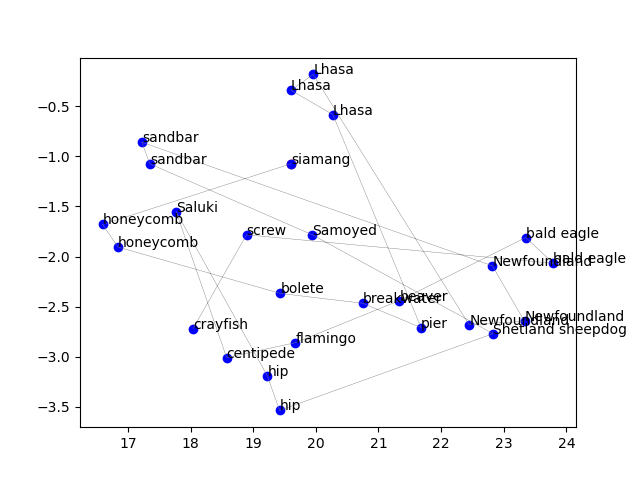 Lhasa
Lhasa
−0.5
Lhasa
sandbar
−1.0
sandbar
siamang
−1.5
Saluki
honeycomb
screw
Samoyed
bald eagle
honeycomb
−2.0
Newfoundland
bald eagle
bolete
−2.5
breakwater
beaver
crayfish
pier
Newfoundland
Newfoundland
Shetland sheepdog
flamingo
centipede
−3.0
hip
−3.5
hip
17
18
19
20
21
22
23
24